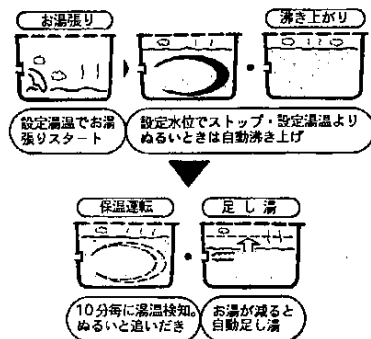 お湯張り
沸き上がり
設定湯温でお湯
張りスタート
設定水位でストップ・設定湯温より
ぬるいときは自動沸き上げ
保温運転
足し湯
10分毎に湯温検知。
ぬるいと追いだき
お湯が減ると
自動足し湯